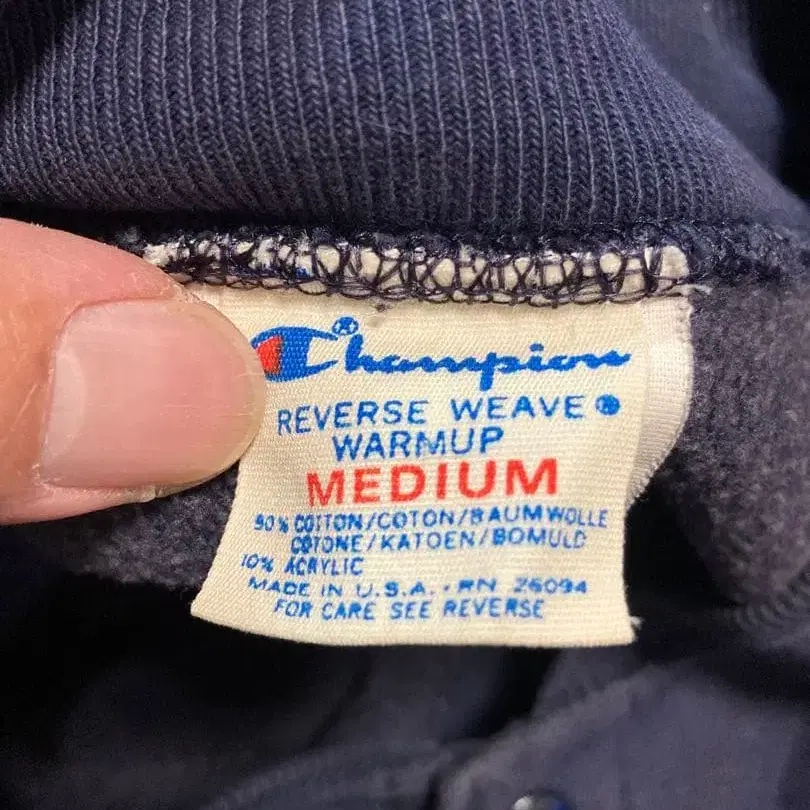 Champion®
REVERSE WEAVE ®
WARMUP
MEDIUM
90% COTTON/COTON/BAUMWOLLE
COTONE/KATOEN/BOMULD
10% ACRYLIC
MADE IN U.S.A. · RN 26094
FOR CARE SEE REVERSE